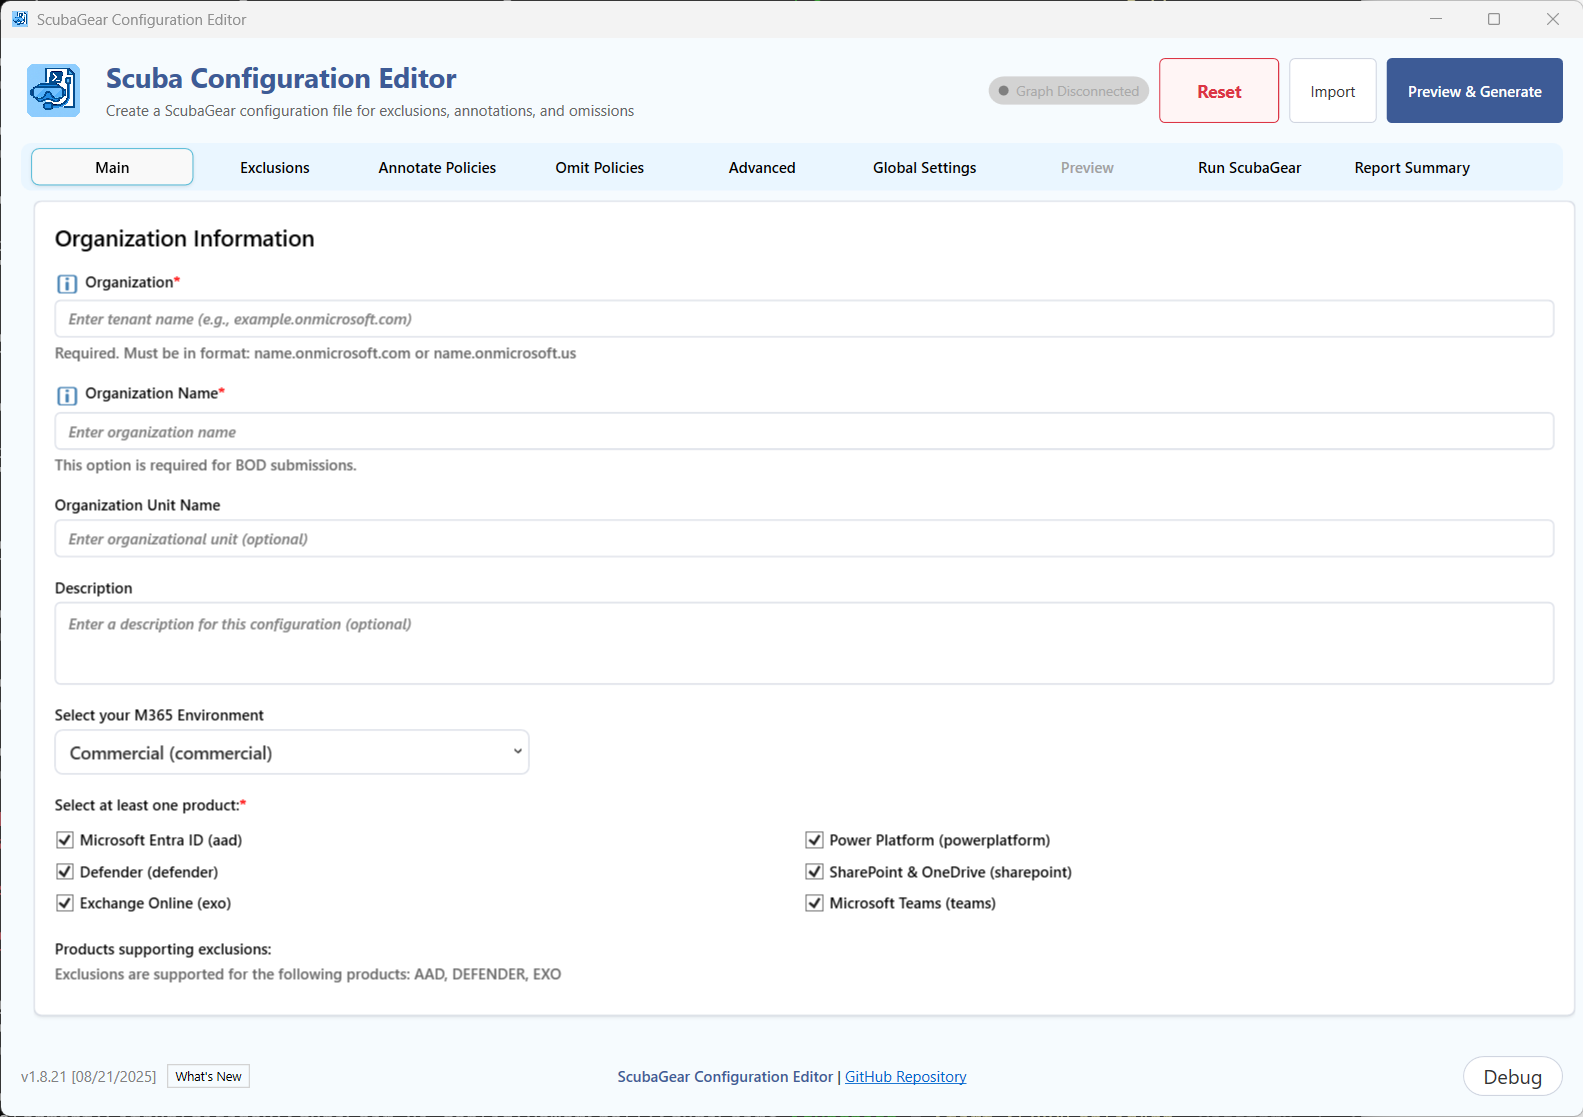 ScubaGear Configuration Editor
Scuba Configuration Editor
Create a ScubaGear configuration file for exclusions, annotations, and omissions
Graph Disconnected
Reset
Import
Preview & Generate
Main
Exclusions
Annotate Policies
Omit Policies
Advanced
Global Settings
Preview
Run ScubaGear
Report Summary
Organization Information
Organization*
Enter tenant name (e.g., example.onmicrosoft.com)
Required. Must be in format: name.onmicrosoft.com or name.onmicrosoft.us
Organization Name*
Enter organization name
This option is required for BOD submissions.
Organization Unit Name
Enter organizational unit (optional)
Description
Enter a description for this configuration (optional)
Select your M365 Environment
Commercial (commercial)
Select at least one product:*
Microsoft Entra ID (aad)
Power Platform (powerplatform)
Defender (defender)
SharePoint & OneDrive (sharepoint)
Exchange Online (exo)
Microsoft Teams (teams)
Products supporting exclusions:
Exclusions are supported for the following products: AAD, DEFENDER, EXO
v1.8.21 [08/21/2025]
What's New
ScubaGear Configuration Editor | GitHub Repository
Debug